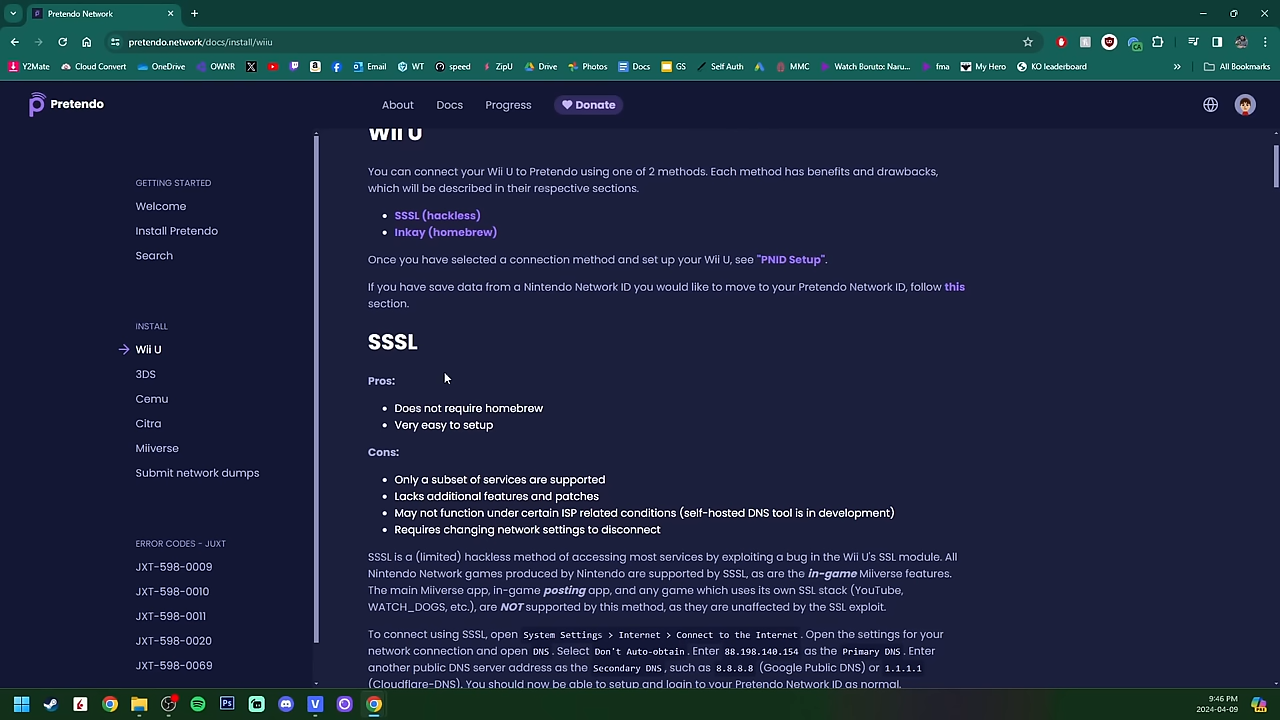 Pretendo Network
pretendo.network/docs/install/wiiu
Y2Mate
Cloud Convert
OneDrive
OWNR
Email
WT
speed
ZipU
Drive
Photos
Docs
GS
Self Auth
MMC
Watch Boruto: Naru...
fma
My Hero
KO leaderboard
All Bookmarks
Pretendo
About
Docs
Progress
Donate
GETTING STARTED
Welcome
Install Pretendo
Search
INSTALL
Wii U
3DS
Cemu
Citra
Miiverse
Submit network dumps
ERROR CODES - JUXT
JXT-598-0009
JXT-598-0010
JXT-598-0011
JXT-598-0020
JXT-598-0069
Wii U
You can connect your Wii U to Pretendo using one of 2 methods. Each method has benefits and drawbacks,
which will be described in their respective sections.
SSSL (hackless)
Inkay (homebrew)
Once you have selected a connection method and set up your Wii U, see "PNID Setup".
If you have save data from a Nintendo Network ID you would like to move to your Pretendo Network ID, follow this
section.
SSSL
Pros:
Does not require homebrew
Very easy to setup
Cons:
Only a subset of services are supported
Lacks additional features and patches
May not function under certain ISP related conditions (self-hosted DNS tool is in development)
Requires changing network settings to disconnect
SSSL is a (limited) hackless method of accessing most services by exploiting a bug in the Wii U's SSL module. All
Nintendo Network games produced by Nintendo are supported by SSSL, as are the in-game Miiverse features.
The main Miiverse app, in-game posting app, and any game which uses its own SSL stack (YouTube,
WATCH_DOGS, etc.), are NOT supported by this method, as they are unaffected by the SSL exploit.
To connect using SSSL, open System Settings > Internet > Connect to the Internet. Open the settings for your
network connection and open DNS. Select Don't Auto-obtain. Enter 88.198.140.154 as the Primary DNS. Enter
another public DNS server address as the Secondary DNS, such as 8.8.8.8 (Google Public DNS) or 1.1.1.1
(Cloudflare-DNS). You should now be able to setup and login to your Pretendo Network ID as normal.
9:46 PM
2024-04-09